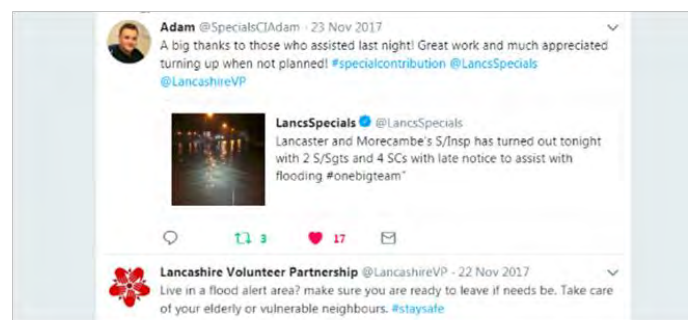 Adam @SpecialsCIAdam · 23 Nov 2017
A big thanks to those who assisted last night! Great work and much appreciated
turning up when not planned! #specialcontribution @LancsSpecials
@LancashireVP
LancsSpecials @LancsSpecials
Lancaster and Morecambe's S/Insp has turned out tonight
with 2 S/Sgts and 4 SCs with late notice to assist with
flooding #onebigteam"
3 17
Lancashire Volunteer Partnership @LancashireVP - 22 Nov 2017
Live in a flood alert area? make sure you are ready to leave if needs be. Take care
of your elderly or vulnerable neighbours. #staysafe